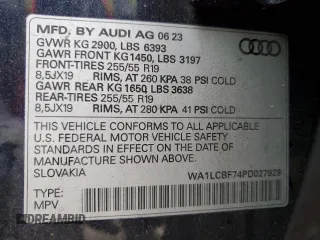 MFD. BY AUDI AG 06 23
GVWR KG 2900, LBS 6393
GAWR FRONT KG1450, LBS 3197
FRONT-TIRES 255/55 R19
8,5JX19 RIMS, AT 260 KPA 38 PSI COLD
GAWR REAR KG 1650, LBS 3638
REAR-TIRES 255/55 R19
8,5JX19 RIMS, AT 280 KPA 41 PSI COLD
THIS VEHICLE CONFORMS TO ALL APPLICABLE
U.S. FEDERAL MOTOR VEHICLE SAFETY
STANDARDS IN EFFECT ON THE DATE OF
MANUFACTURE SHOWN ABOVE.
SLOVAKIA WA1LCBF74PD027929
TYPE:
MPV
DREAMBID